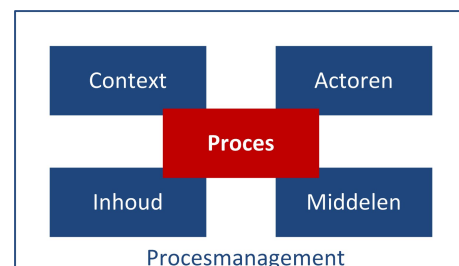 Context
Actoren
Proces
Inhoud
Middelen
Procesmanagement